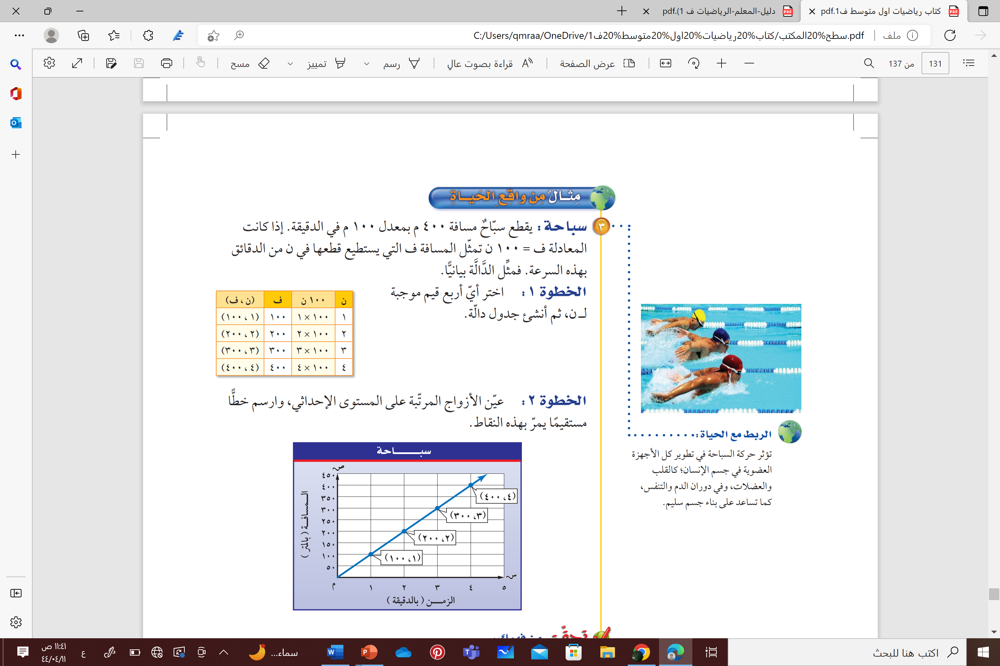 كتاب رياضيات اول متوسط ف1.pdf
دليل-المعلم-الرياضيات ف 1).pdf
ملف
C:/Users/qmraa/OneDrive/سطح%20المكتب/كتاب%20رياضيات%20اول%20متوسط%20ف1.pdf
131
من 137
عرض الصفحة
قراءة بصوت عالٍ
رسم
تمييز
مسح
مِثــالٌ مِن واقِعِ الحَيــاةِ
٣ سباحة: يقطع سبّاحٌ مسافة ٤٠٠ م بمعدل ١٠٠ م في الدقيقة. إذا كانت
المعادلة ف = ١٠٠ ن تمثّل المسافة ف التي يستطيع قطعها في ن من الدقائق
بهذه السرعة. فمثِّل الدَّالَّة بيانيًّا.
الخطوة ١: اختر أيّ أربع قيم موجبة
لـ ن، ثم أنشئ جدول دالّة.
ن ١٠٠ ن ف (ن، ف)
١ ١٠٠ × ١ ١٠٠ (١، ١٠٠)
٢ ١٠٠ × ٢ ٢٠٠ (٢، ٢٠٠)
٣ ١٠٠ × ٣ ٣٠٠ (٣، ٣٠٠)
٤ ١٠٠ × ٤ ٤٠٠ (٤، ٤٠٠)
الخطوة ٢: عيّن الأزواج المرتّبة على المستوى الإحداثي، وارسم خطًّا
مستقيمًا يمرّ بهذه النقاط.
الربط مع الحياة:
تؤثر حركة السباحة في تطوير كل الأجهزة
العضوية في جسم الإنسان؛ كالقلب
والعضلات، وفي دوران الدم والتنفس،
كما تساعد على بناء جسم سليم.
سبــــاحة
ص
٤٥٠
٤٠٠
٣٥٠
٣٠٠
٢٥٠
٢٠٠
١٥٠
١٠٠
٥٠
المسافة (بالمتر)
(٤، ٤٠٠)
(٣، ٣٠٠)
(٢، ٢٠٠)
(١، ١٠٠)
س
م ١ ٢ ٣ ٤ ٥
الزمــن (بالدقيقة)
تحقَّق من فهمك:
اكتب هنا للبحث
سماء...
ع
١١:٤١ ص
٤٤/٠٤/١١